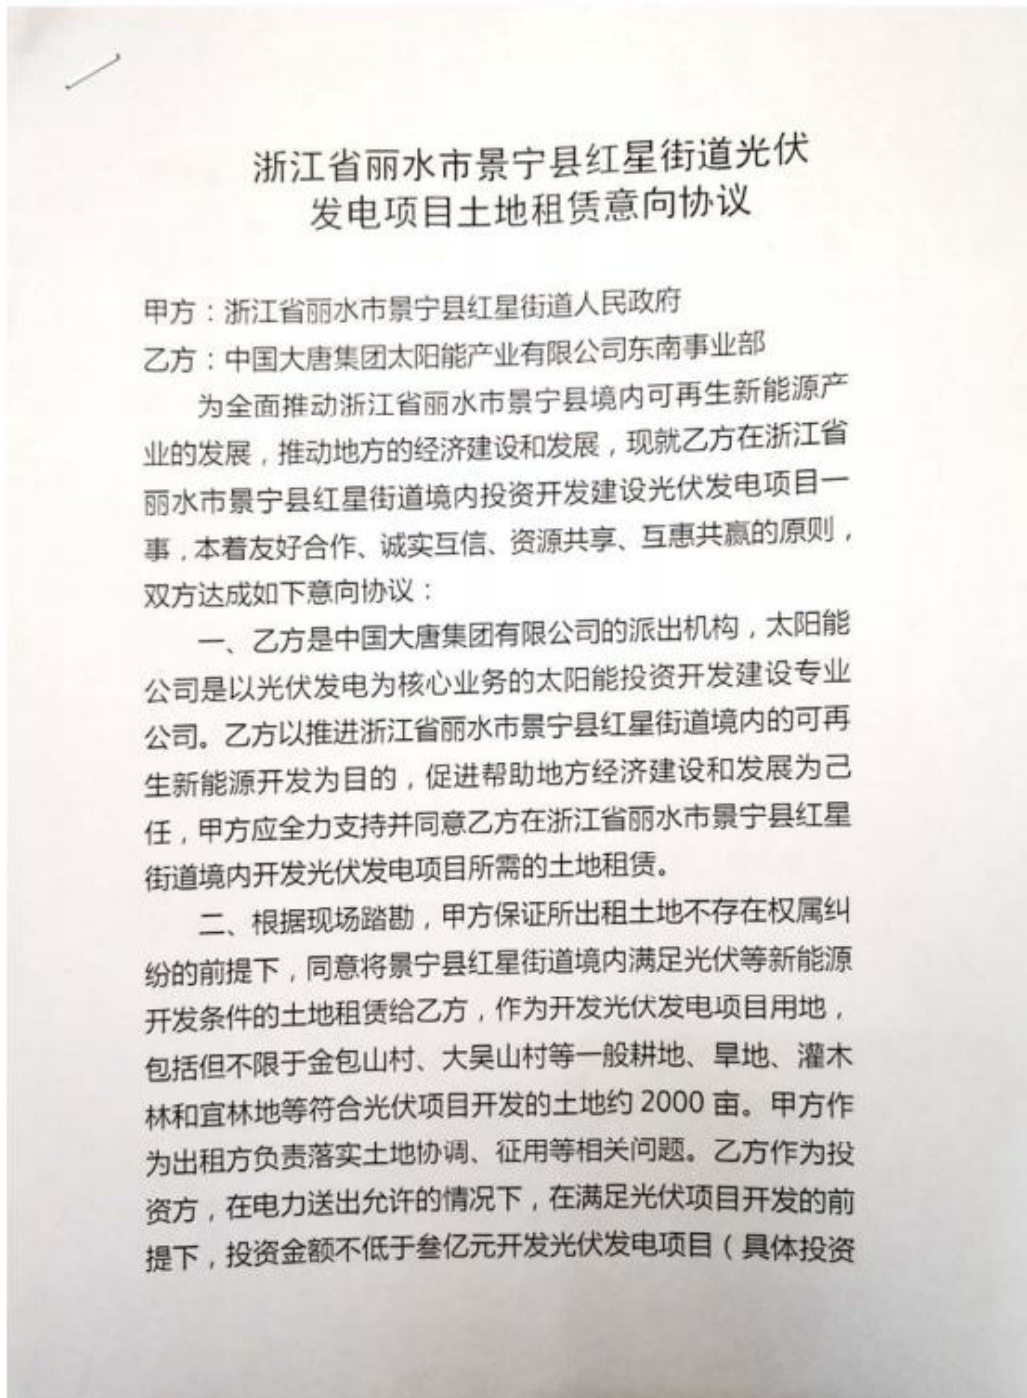 浙江省丽水市景宁县红星街道光伏
发电项目土地租赁意向协议
甲方：浙江省丽水市景宁县红星街道人民政府
乙方：中国大唐集团太阳能产业有限公司东南事业部
为全面推动浙江省丽水市景宁县境内可再生新能源产
业的发展，推动地方的经济建设和发展，现就乙方在浙江省
丽水市景宁县红星街道境内投资开发建设光伏发电项目一
事，本着友好合作、诚实互信、资源共享、互惠共赢的原则，
双方达成如下意向协议：
一、乙方是中国大唐集团有限公司的派出机构，太阳能
公司是以光伏发电为核心业务的太阳能投资开发建设专业
公司。乙方以推进浙江省丽水市景宁县红星街道境内的可再
生新能源开发为目的，促进帮助地方经济建设和发展为己
任，甲方应全力支持并同意乙方在浙江省丽水市景宁县红星
街道境内开发光伏发电项目所需的土地租赁。
二、根据现场踏勘，甲方保证所出租土地不存在权属纠
纷的前提下，同意将景宁县红星街道境内满足光伏等新能源
开发条件的土地租赁给乙方，作为开发光伏发电项目用地，
包括但不限于金包山村、大吴山村等一般耕地、旱地、灌木
林和宜林地等符合光伏项目开发的土地约 2000 亩。甲方作
为出租方负责落实土地协调、征用等相关问题。乙方作为投
资方，在电力送出允许的情况下，在满足光伏项目开发的前
提下，投资金额不低于叁亿元开发光伏发电项目（具体投资